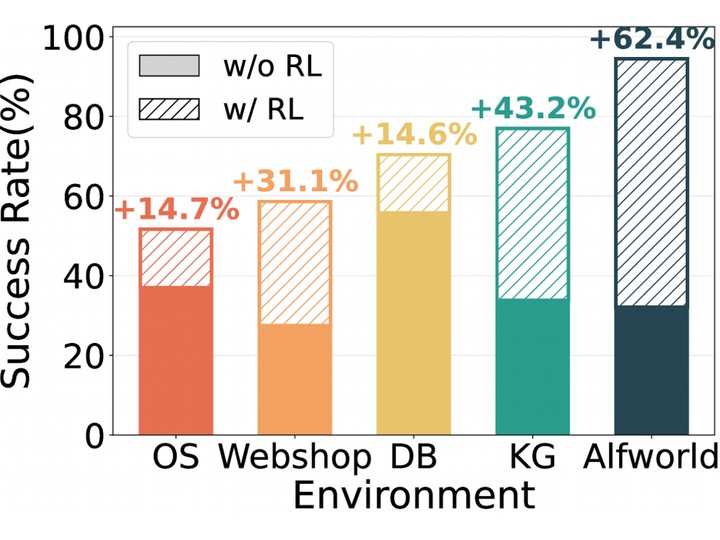 Success Rate(%)
100
80
60
40
20
0
w/o RL
w/ RL
+14.7%
+31.1%
+14.6%
+43.2%
+62.4%
OS
Webshop
DB
KG
Alfworld
Environment